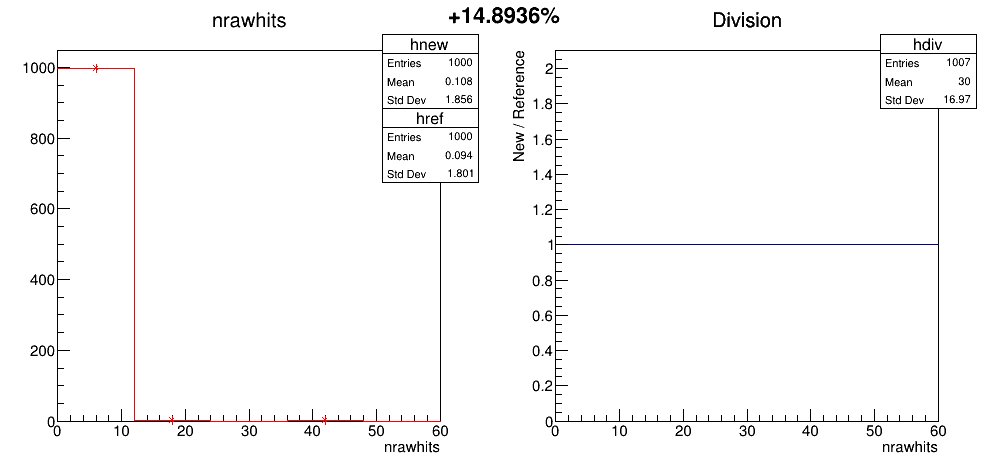 +14.8936%
nrawhits
hnew
Entries 1000
Mean 0.108
Std Dev 1.856
href
Entries 1000
Mean 0.094
Std Dev 1.801
1000
800
600
400
200
0
0 10 20 30 40 50 60
nrawhits
Division
hdiv
Entries 1007
Mean 30
Std Dev 16.97
New / Reference
2
1.8
1.6
1.4
1.2
1
0.8
0.6
0.4
0.2
0
0 10 20 30 40 50 60
nrawhits